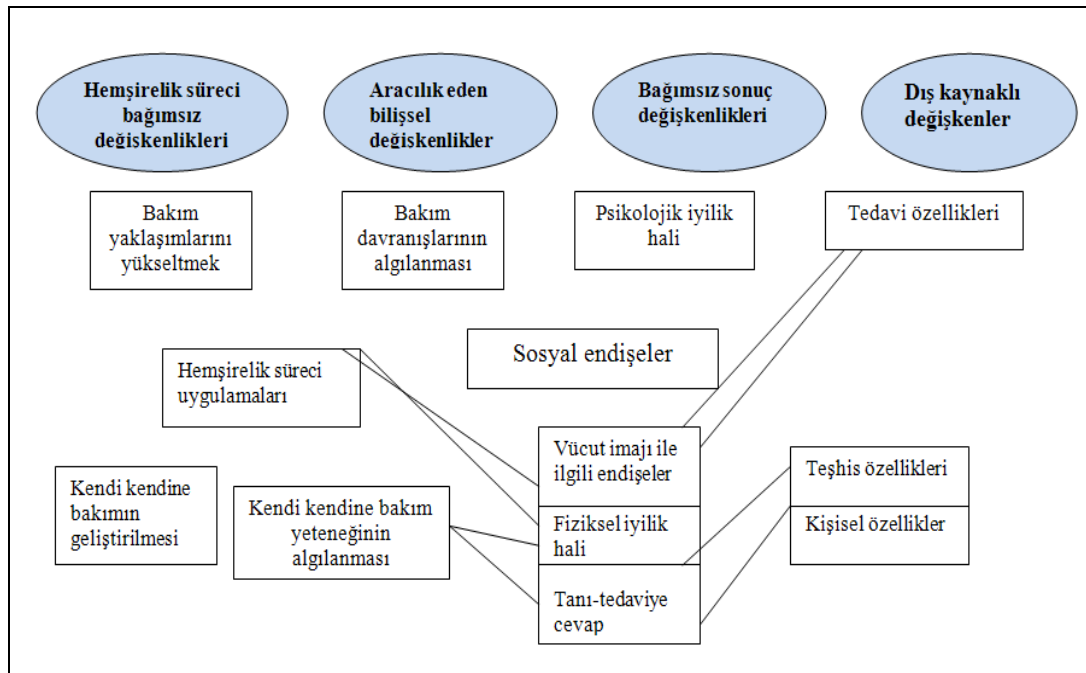 Hemşirelik süreci
bağımsız
değişkenlikleri
Aracılık eden
bilişsel
değişkenlikler
Bağımsız sonuç
değişkenlikleri
Dış kaynaklı
değişkenler
Bakım
yaklaşımlarını
yükseltmek
Bakım
davranışlarının
algılanması
Psikolojik iyilik
hali
Tedavi özellikleri
Sosyal endişeler
Hemşirelik süreci
uygulamaları
Vücut imajı ile
ilgili endişeler
Teşhis özellikleri
Kendi kendine
bakımın
geliştirilmesi
Kendi kendine bakım
yeteneğinin
algılanması
Fiziksel iyilik
hali
Kişisel özellikler
Tanı-tedaviye
cevap